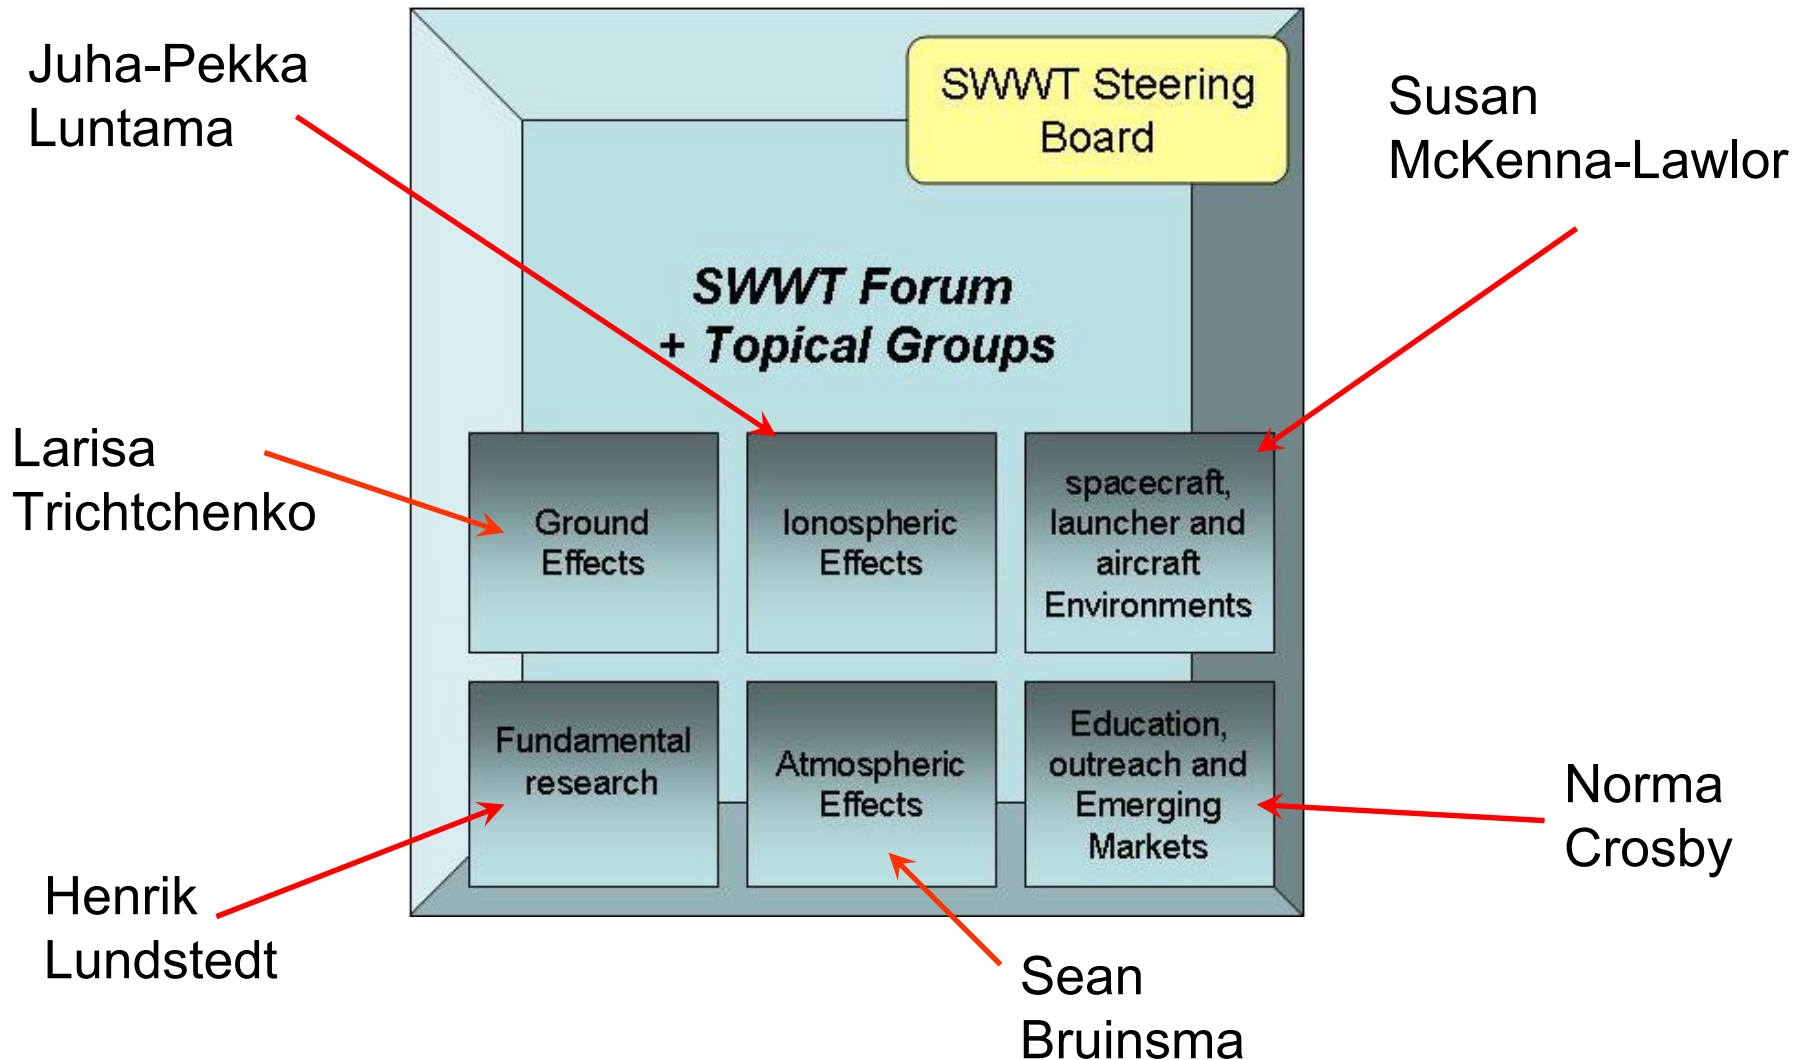 Juha-Pekka
Luntama
SWWT Steering
Board
Susan
McKenna-Lawlor
SWWT Forum
+ Topical Groups
Larisa
Trichtchenko
Ground
Effects
Ionospheric
Effects
spacecraft,
launcher and
aircraft
Environments
Fundamental
research
Atmospheric
Effects
Education,
outreach and
Emerging
Markets
Norma
Crosby
Henrik
Lundstedt
Sean
Bruinsma